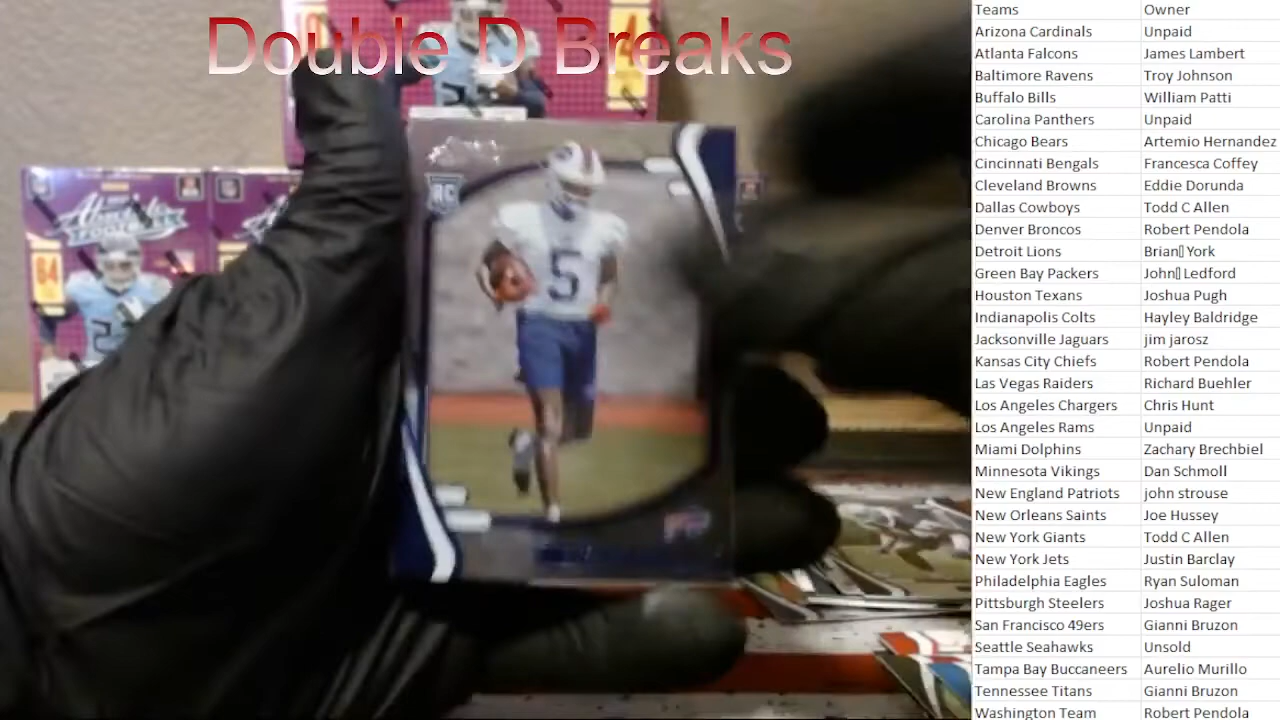 Double D Breaks
Teams Owner
Arizona Cardinals Unpaid
Atlanta Falcons James Lambert
Baltimore Ravens Troy Johnson
Buffalo Bills William Patti
Carolina Panthers Unpaid
Chicago Bears Artemio Hernandez
Cincinnati Bengals Francesca Coffey
Cleveland Browns Eddie Dorunda
Dallas Cowboys Todd C Allen
Denver Broncos Robert Pendola
Detroit Lions Brian York
Green Bay Packers John Ledford
Houston Texans Joshua Pugh
Indianapolis Colts Hayley Baldridge
Jacksonville Jaguars jim jarosz
Kansas City Chiefs Robert Pendola
Las Vegas Raiders Richard Buehler
Los Angeles Chargers Chris Hunt
Los Angeles Rams Unpaid
Miami Dolphins Zachary Brechbiel
Minnesota Vikings Dan Schmoll
New England Patriots john strouse
New Orleans Saints Joe Hussey
New York Giants Todd C Allen
New York Jets Justin Barclay
Philadelphia Eagles Ryan Suloman
Pittsburgh Steelers Joshua Rager
San Francisco 49ers Gianni Bruzon
Seattle Seahawks Unsold
Tampa Bay Buccaneers Aurelio Murillo
Tennessee Titans Gianni Bruzon
Washington Team Robert Pendola
RC
5
Absolute
Football
64
4